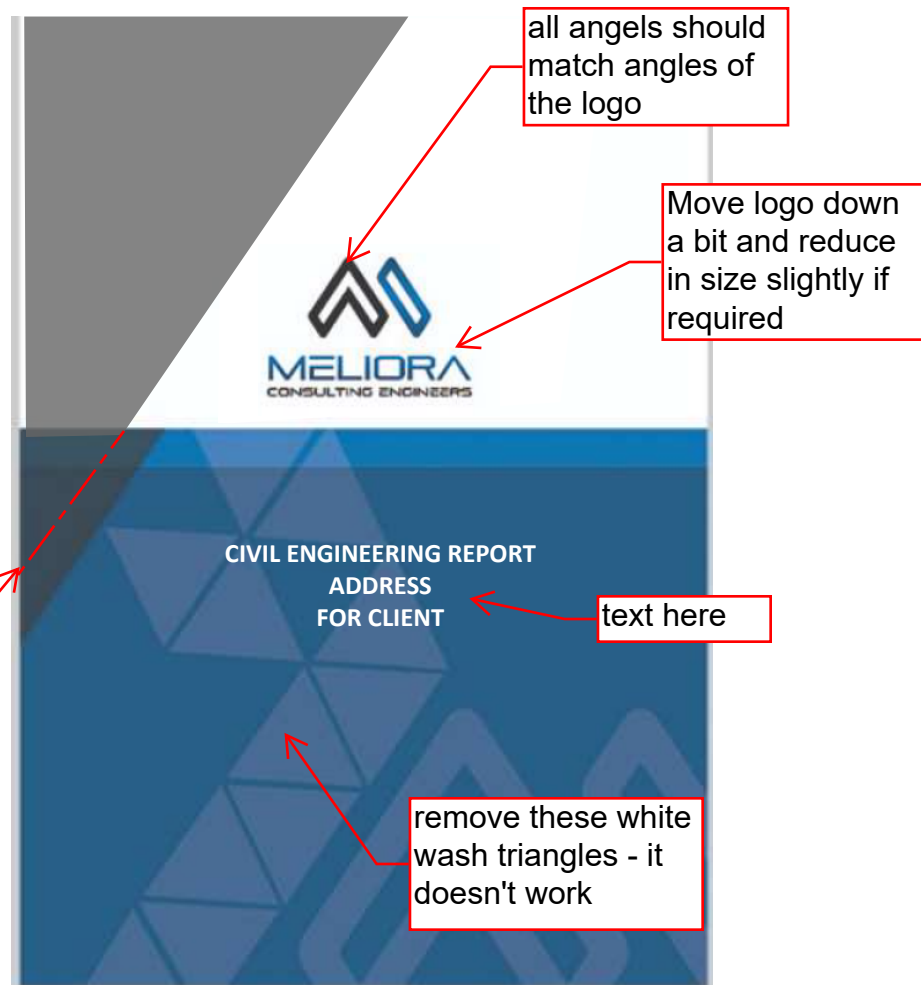 all angels should
match angles of
the logo
Move logo down
a bit and reduce
in size slightly if
required
MELIORA
CONSULTING ENGINEERS
CIVIL ENGINEERING REPORT
ADDRESS
FOR CLIENT
text here
remove these white
wash triangles - it
doesn't work